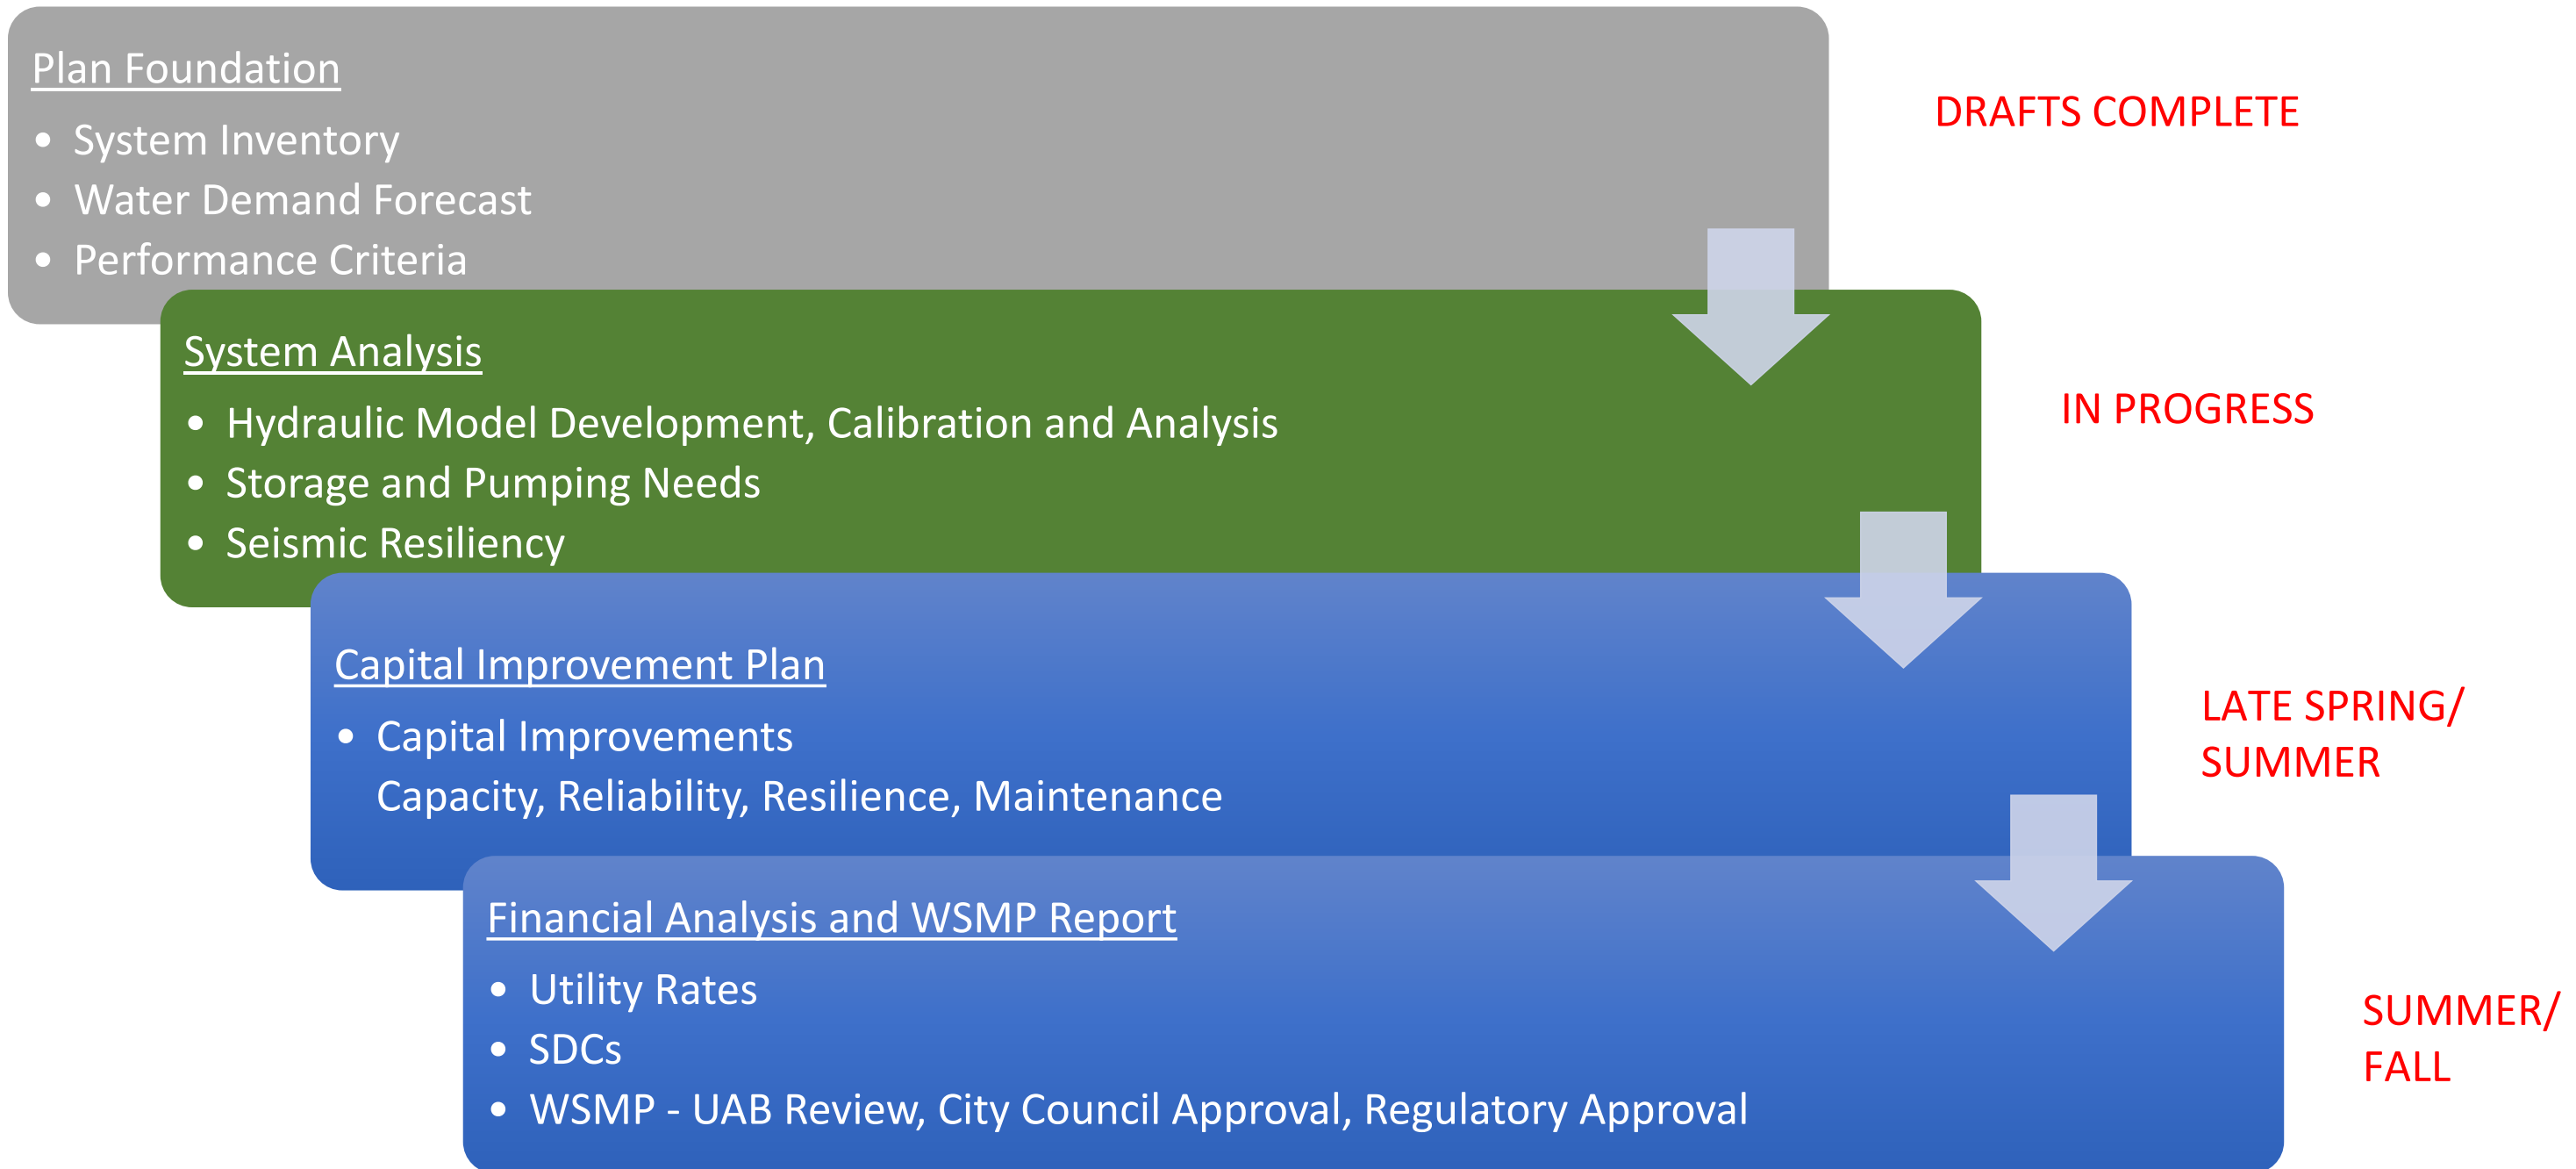 Plan Foundation
• System Inventory
• Water Demand Forecast
• Performance Criteria
DRAFTS COMPLETE
System Analysis
• Hydraulic Model Development, Calibration and Analysis
• Storage and Pumping Needs
• Seismic Resiliency
IN PROGRESS
Capital Improvement Plan
• Capital Improvements
Capacity, Reliability, Resilience, Maintenance
LATE SPRING/
SUMMER
Financial Analysis and WSMP Report
• Utility Rates
• SDCs
• WSMP - UAB Review, City Council Approval, Regulatory Approval
SUMMER/
FALL